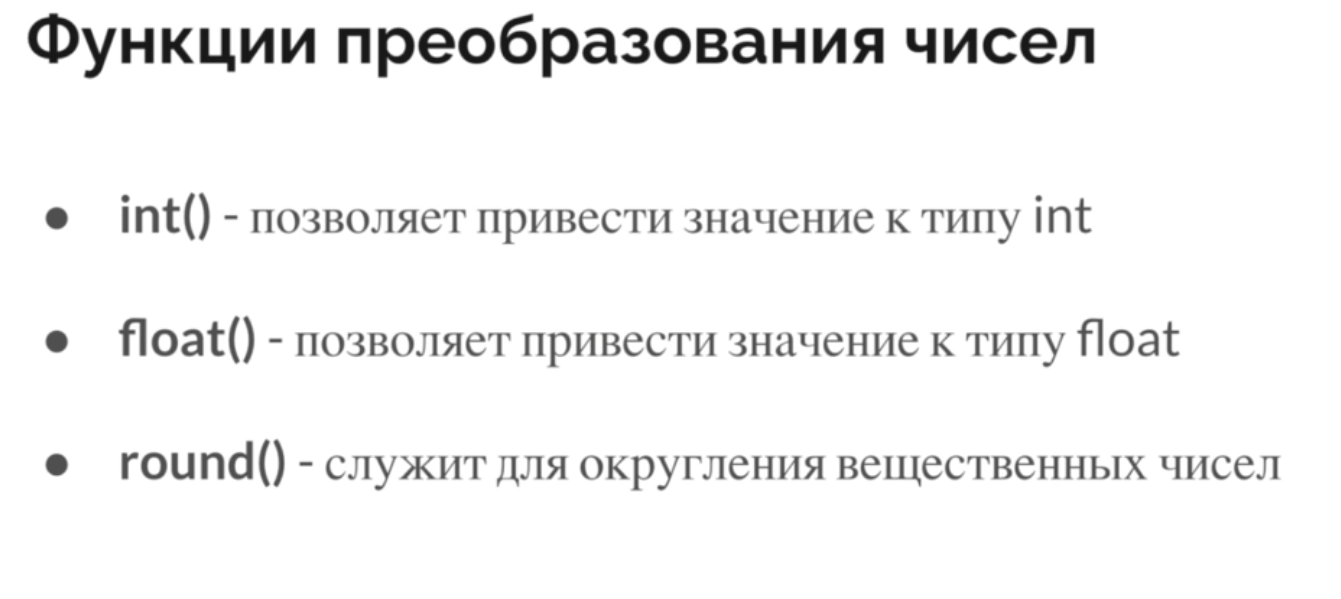 Функции преобразования чисел
● int() - позволяет привести значение к типу int
● float() - позволяет привести значение к типу float
● round() - служит для округления вещественных чисел